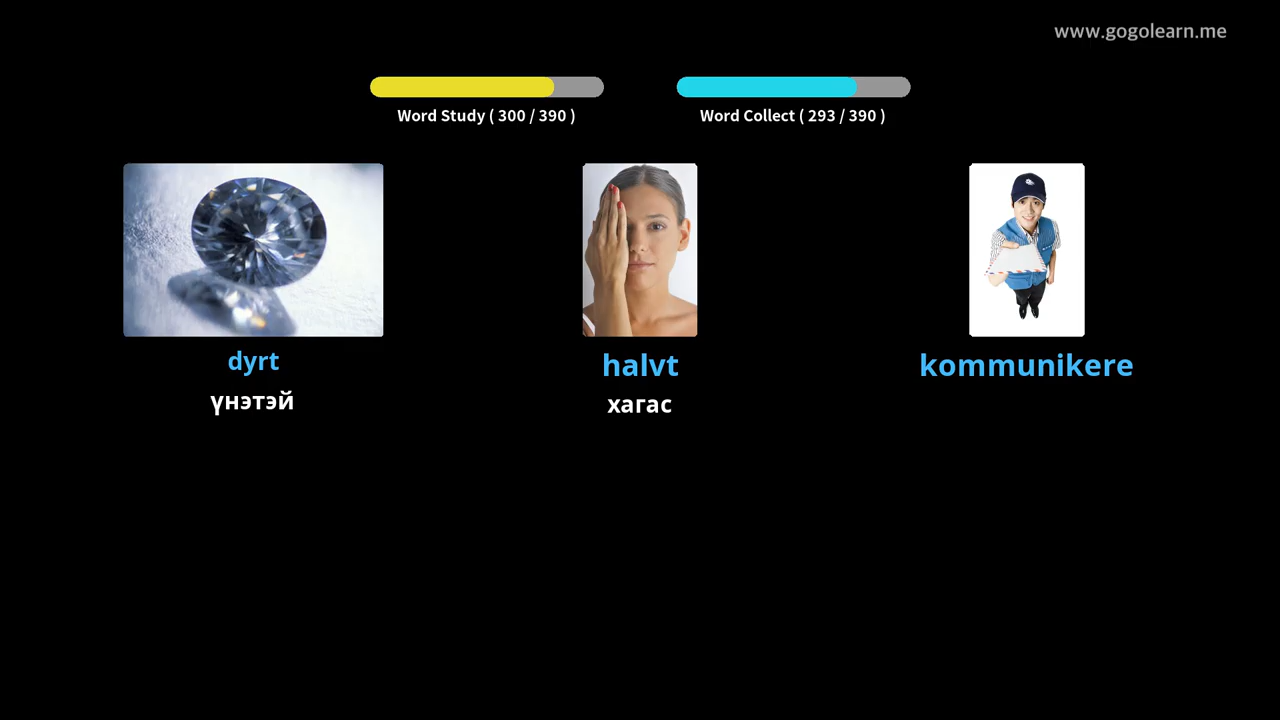 www.gogolearn.me
Word Study ( 300 / 390 )
Word Collect ( 293 / 390 )
dyrt
үнэтэй
halvt
хагас
kommunikere